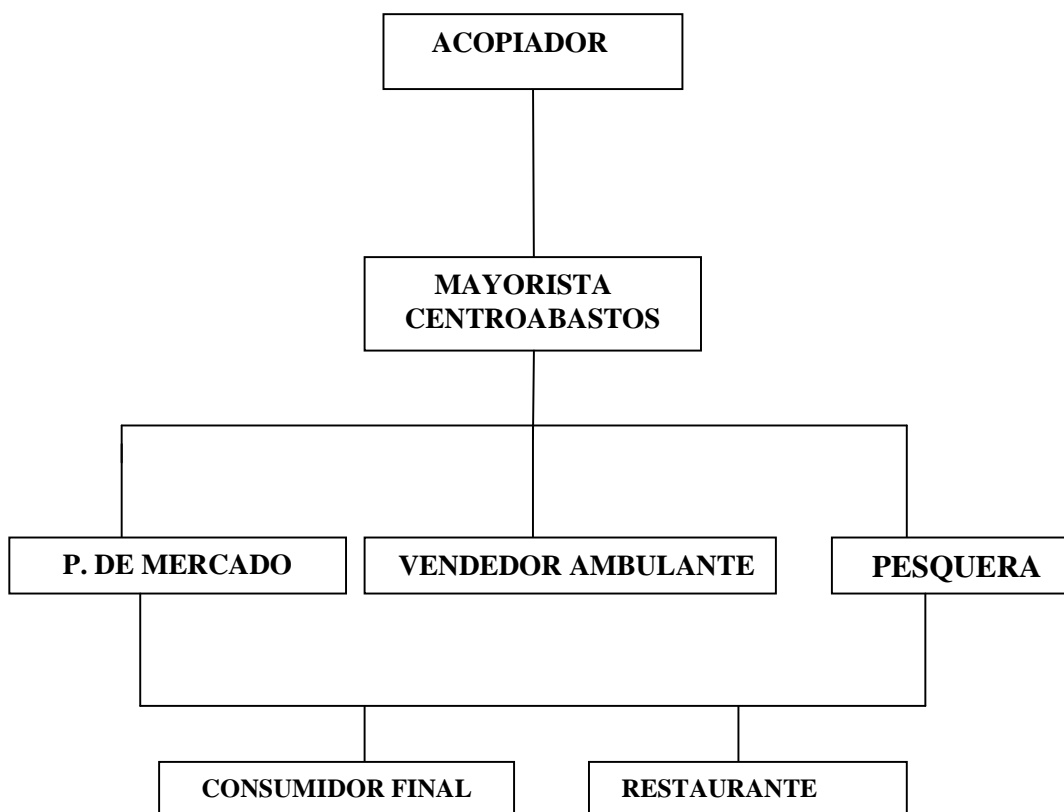 ACOPIADOR
MAYORISTA
CENTROABASTOS
P. DE MERCADO
VENDEDOR AMBULANTE
PESQUERA
CONSUMIDOR FINAL
RESTAURANTE